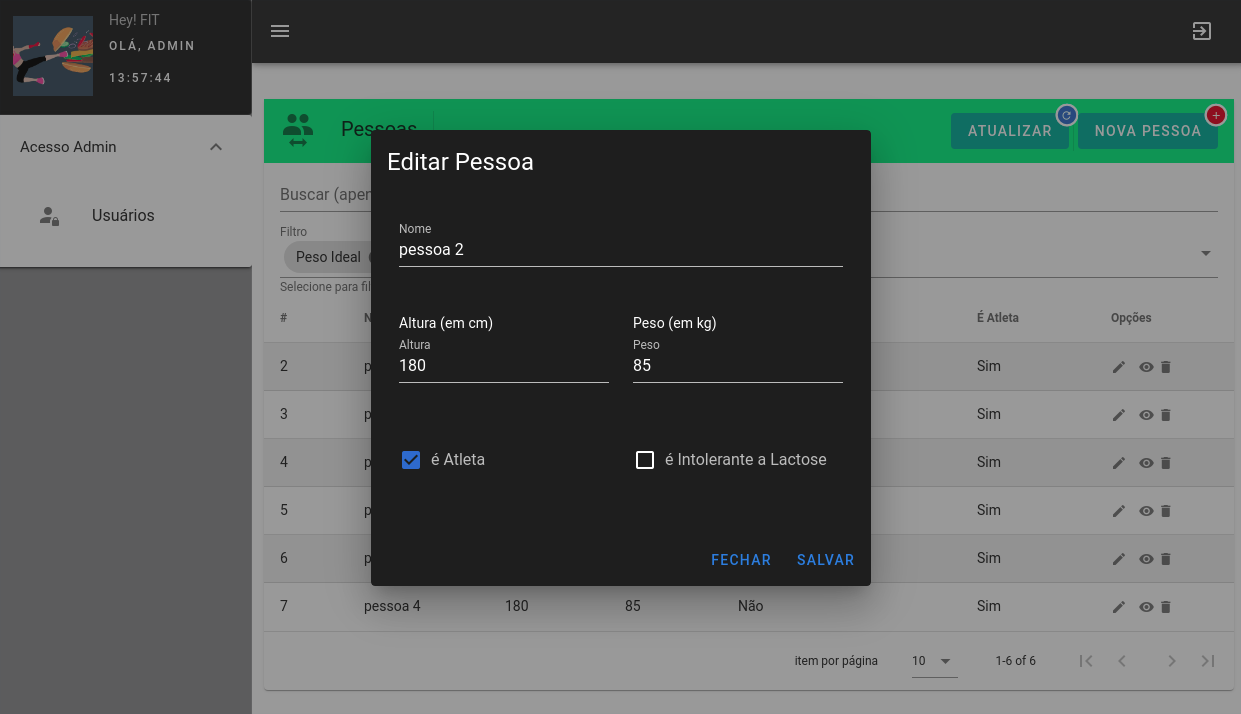 Hey! FIT
OLÁ, ADMIN
13:57:44
Acesso Admin
Usuários
Pessoas
ATUALIZAR
NOVA PESSOA
Buscar (apen
Filtro
Peso Ideal
Selecione para fil
#
É Atleta
Opções
2
Sim
3
Sim
4
Sim
5
Sim
6
Sim
7 pessoa 4 180 85 Não Sim
item por página 10 1-6 of 6
Editar Pessoa
Nome
pessoa 2
Altura (em cm)
Altura
180
Peso (em kg)
Peso
85
é Atleta
é Intolerante a Lactose
FECHAR SALVAR